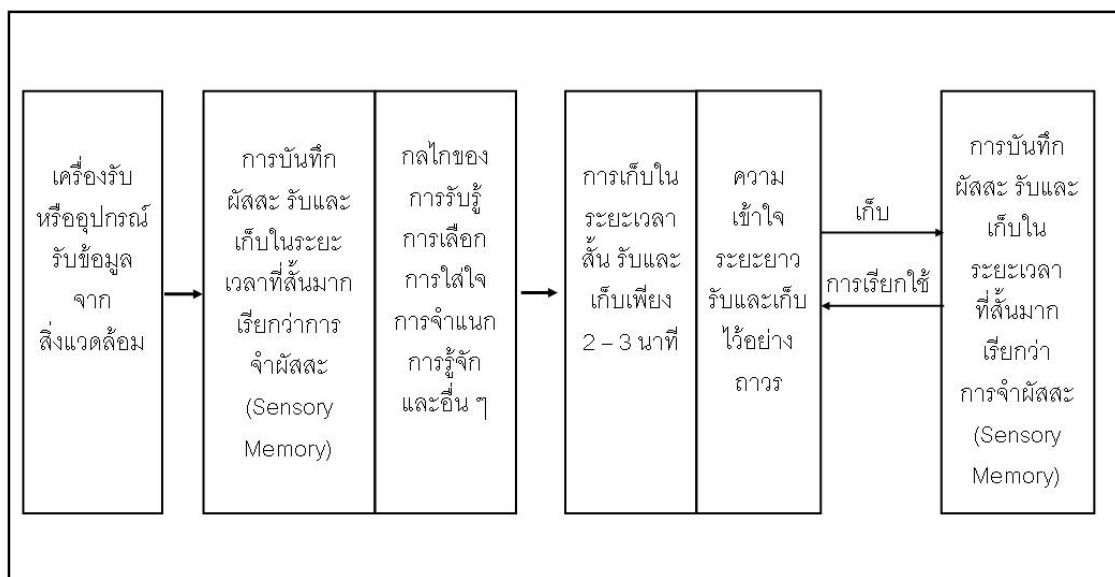 เครื่องรับ
หรืออุปกรณ์
รับข้อมูล
จาก
สิ่งแวดล้อม
การบันทึก
ผัสสะ รับและ
เก็บในระยะ
เวลาที่สั้นมาก
เรียกว่าการ
จำผัสสะ
(Sensory
Memory)
กลไกของ
การรับรู้
การเลือก
การใส่ใจ
การจำแนก
การรู้จัก
และอื่น ๆ
การเก็บใน
ระยะเวลา
สั้น รับและ
เก็บเพียง
2 – 3 นาที
ความ
เข้าใจ
ระยะยาว
รับและเก็บ
ไว้อย่าง
ถาวร
เก็บ
การเรียกใช้
การบันทึก
ผัสสะ รับและ
เก็บใน
ระยะเวลา
ที่สั้นมาก
เรียกว่า
การจำผัสสะ
(Sensory
Memory)